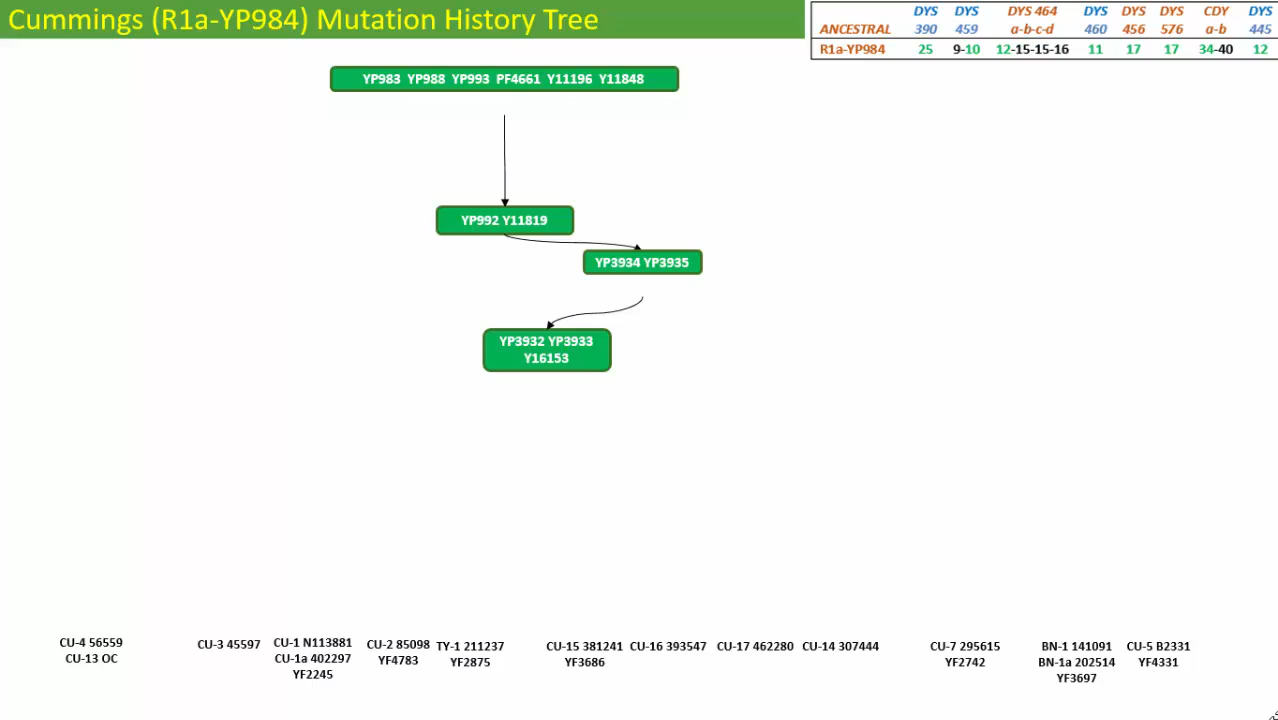 Cummings (R1a-YP984) Mutation History Tree
DYS DYS DYS 464 DYS DYS DYS CDY DYS
ANCESTRAL 390 459 a-b-c-d 460 456 576 a-b 445
R1a-YP984 25 9-10 12-15-15-16 11 17 17 34-40 12
YP983 YP988 YP993 PF4661 Y11196 Y11848
YP992 Y11819
YP3934 YP3935
YP3932 YP3933
Y16153
CU-4 56559
CU-13 OC
CU-3 45597
CU-1 N113881
CU-1a 402297
YF2245
CU-2 85098
YF4783
TY-1 211237
YF2875
CU-15 381241
YF3686
CU-16 393547
CU-17 462280
CU-14 307444
CU-7 295615
YF2742
BN-1 141091
BN-1a 202514
YF3697
CU-5 B2331
YF4331